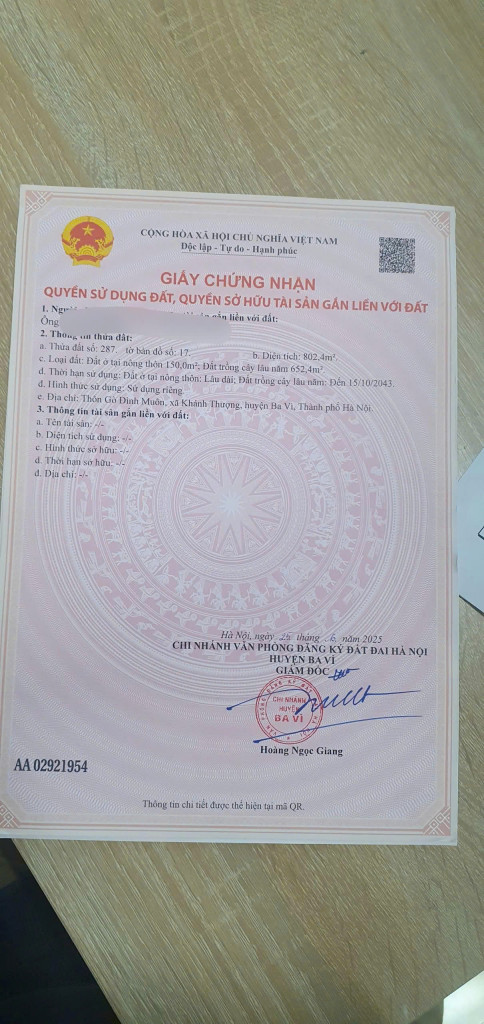 CỘNG HÒA XÃ HỘI CHỦ NGHĨA VIỆT NAM
Độc lập - Tự do - Hạnh phúc
GIẤY CHỨNG NHẬN
QUYỀN SỬ DỤNG ĐẤT, QUYỀN SỞ HỮU TÀI SẢN GẮN LIỀN VỚI ĐẤT
1. Ngườ gắn liền với đất:
Ông
2. Thông tin thửa đất:
a. Thửa đất số: 287. tờ bản đồ số: 17. b. Diện tích: 802,4m².
c. Loại đất: Đất ở tại nông thôn 150,0m²; Đất trồng cây lâu năm 652,4m².
d. Thời hạn sử dụng: Đất ở tại nông thôn: Lâu dài; Đất trồng cây lâu năm: Đến 15/10/2043.
đ. Hình thức sử dụng: Sử dụng riêng.
e. Địa chỉ: Thôn Gò Đình Muôn, xã Khánh Thượng, huyện Ba Vì, Thành phố Hà Nội.
3. Thông tin tài sản gắn liền với đất:
a. Tên tài sản: -/-
b. Diện tích sử dụng: -/-
c. Hình thức sở hữu: -/-
d. Thời hạn sở hữu: -/-
đ. Địa chỉ: -/-
Hà Nội, ngày 26 tháng 6 năm 2025
CHI NHÁNH VĂN PHÒNG ĐĂNG KÝ ĐẤT ĐAI HÀ NỘI
HUYỆN BA VÌ
GIÁM ĐỐC
CHI NHÁNH
HUYỆN
BA VÌ
Hoàng Ngọc Giang
AA 02921954
Thông tin chi tiết được thể hiện tại mã QR.